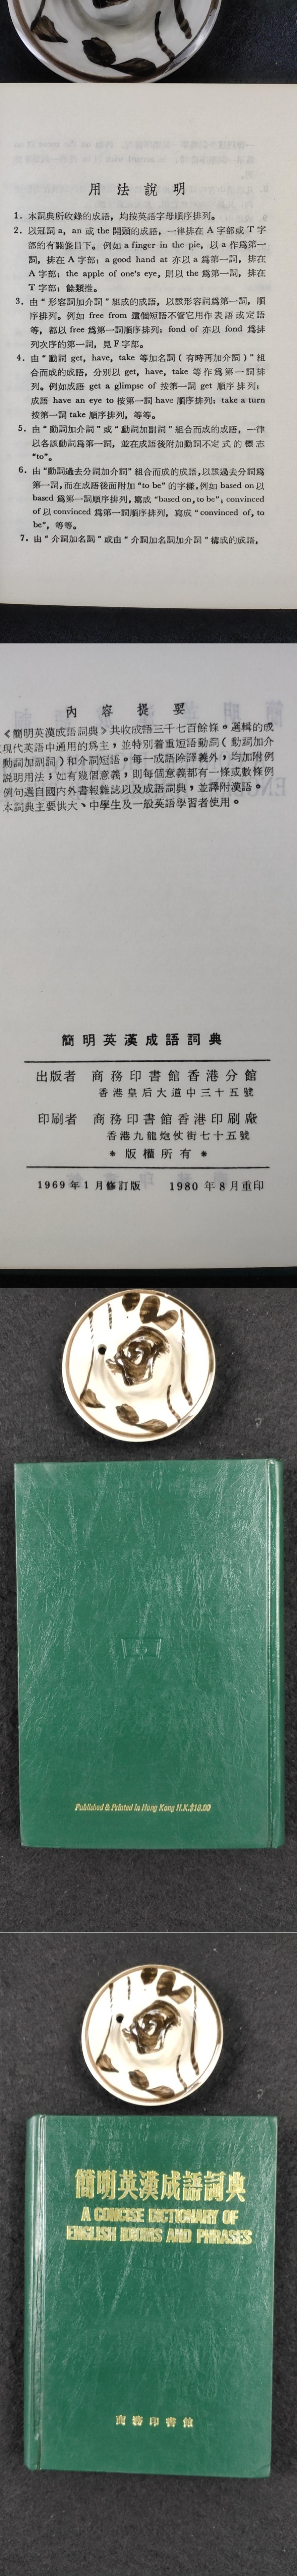 用法說明
1．本詞典所收錄的成語，均按英語字母順序排列。
2．以冠詞 a, an 或 the 開頭的成語，一律排在 A 字部或 T 字
部的有關條目下。例如 a finger in the pie, 以 a 作爲第一
詞，排在 A 字部；a good hand at 亦以 a 爲第一詞，排在
A 字部；the apple of one's eye, 則以 the 爲第一詞，排在
T 字部；餘類推。
3．由“形容詞加介詞”組成的成語，以該形容詞爲第一詞，順
序排列。例如 free from 這個短語不管它用作表語或定語
等，都以 free 爲第一詞順序排列；fond of 亦以 fond 爲排
列次序的第一詞，見 F 字部。
4．由“動詞 get, have, take 等加名詞（有時再加介詞）”組
合而成的成語，分別以 get, have, take 等作爲第一詞排
列。例如成語 get a glimpse of 按第一詞 get 順序排列；
成語 have an eye to 按第一詞 have 順序排列；take a turn
按第一詞 take 順序排列，等等。
5．由“動詞加介詞”或“動詞加副詞”組合而成的成語，一律
以各該動詞爲第一詞，並在成語後附加動詞不定式的標誌
“to”。
6．由“動詞過去分詞加介詞”組合而成的成語，以該過去分詞爲
第一詞，而在成語後面附加“to be”的字樣。例如 based on 以
based 爲第一詞順序排列，寫成“based on, to be”；convinced
of 以 convinced 爲第一詞順序排列，寫成“convinced of, to
be”，等等。
7．由“介詞加名詞”或由“介詞加名詞加介詞”構成的成語，
內容提要
《簡明英漢成語詞典》共收成語三千七百餘條。選輯的成
現代英語中通用的爲主，並特別着重短語動詞（動詞加介
動詞加副詞）和介詞短語。每一成語除譯義外，均加附例
説明用法；如有幾個意義，則每個意義都有一條或數條例
例句選自國內外書報雜誌以及成語詞典，並譯附漢語。
本詞典主要供大、中學生及一般英語學習者使用。
簡明英漢成語詞典
出版者 商務印書館香港分館
香港皇后大道中三十五號
印刷者 商務印書館香港印刷廠
香港九龍炮仗街七十五號
＊版權所有＊
1969年1月修訂版 1980年8月重印
Published & Printed in Hong Kong H.K.$18.00
簡明英漢成語詞典
A CONCISE DICTIONARY OF
ENGLISH IDIOMS AND PHRASES
商務印書館